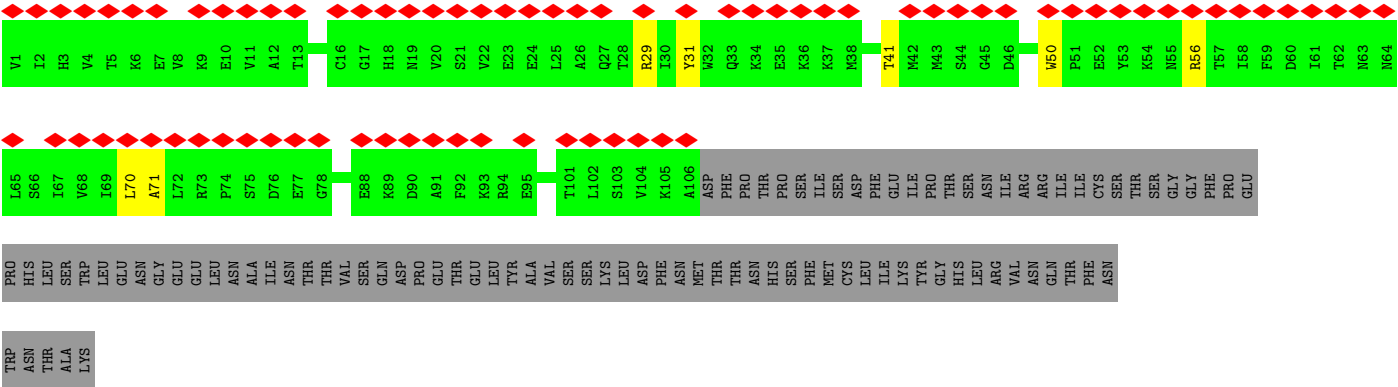 V1 I2 H3 V4 T5 K6 E7 V8 K9 E10 V11 A12 T13 C16 G17 H18 N19 V20 S21 V22 E23 E24 L25 A26 Q27 T28 R29 I30 Y31 W32 Q33 K34 E35 K36 K37 M38 T41 M42 M43 S44 G45 D46 W50 P51 E52 Y53 K54 N55 R56 T57 I58 F59 D60 I61 T62 N63 N64
L65 S66 I67 V68 I69 L70 A71 L72 R73 P74 S75 D76 E77 G78 E88 K89 D90 A91 F92 K93 R94 E95 T101 L102 S103 V104 K105 A106 ASP PHE PRO THR PRO SER ILE SER ASP PHE GLU ILE PRO THR SER ASN ILE ARG ARG ILE ILE CYS SER THR SER GLY GLY PHE PRO GLU
PRO HIS LEU SER TRP LEU GLU ASN GLY GLU GLU LEU ASN ALA ILE ASN THR THR VAL SER GLN ASP PRO GLU THR GLU LEU TYR ALA VAL SER SER LYS LEU ASP PHE ASN MET THR THR ASN HIS SER PHE MET CYS LEU ILE LYS TYR GLY HIS LEU ARG VAL ASN GLN THR PHE ASN
TRP ASN THR ALA LYS